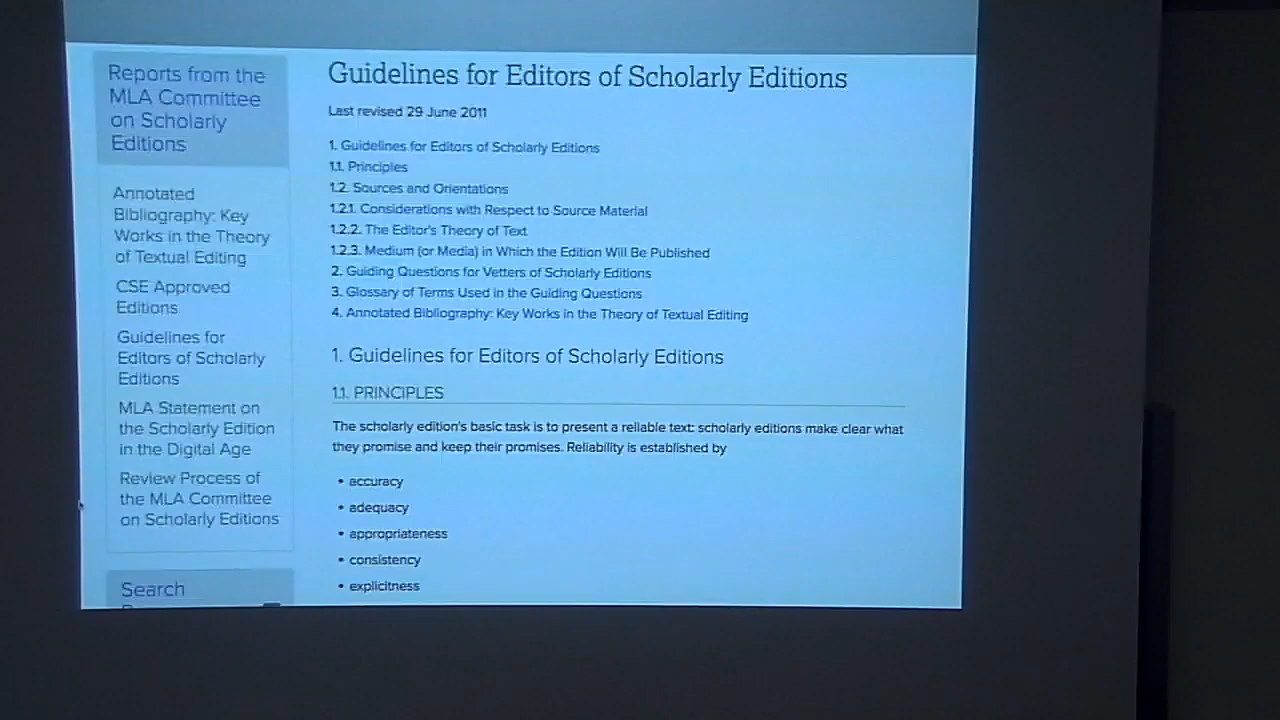 Reports from the
MLA Committee
on Scholarly
Editions
Annotated
Bibliography: Key
Works in the Theory
of Textual Editing
CSE Approved
Editions
Guidelines for
Editors of Scholarly
Editions
MLA Statement on
the Scholarly Edition
in the Digital Age
Review Process of
the MLA Committee
on Scholarly Editions
Search
Guidelines for Editors of Scholarly Editions
Last revised 29 June 2011
1. Guidelines for Editors of Scholarly Editions
1.1. Principles
1.2. Sources and Orientations
1.2.1. Considerations with Respect to Source Material
1.2.2. The Editor's Theory of Text
1.2.3. Medium (or Media) in Which the Edition Will Be Published
2. Guiding Questions for Vetters of Scholarly Editions
3. Glossary of Terms Used in the Guiding Questions
4. Annotated Bibliography: Key Works in the Theory of Textual Editing
1. Guidelines for Editors of Scholarly Editions
1.1. PRINCIPLES
The scholarly edition's basic task is to present a reliable text: scholarly editions make clear what
they promise and keep their promises. Reliability is established by
• accuracy
• adequacy
• appropriateness
• consistency
• explicitness